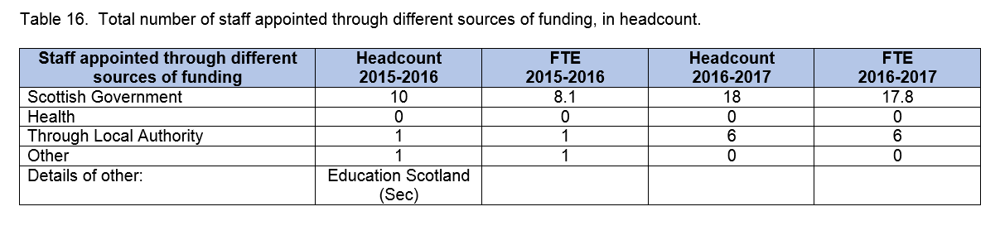 Table 16.  Total number of staff appointed through different sources of funding, in headcount.
Staff appointed through different sources of funding Headcount 2015-2016 FTE 2015-2016 Headcount 2016-2017 FTE 2016-2017
Scottish Government 10 8.1 18 17.8
Health 0 0 0 0
Through Local Authority 1 1 6 6
Other 1 1 0 0
Details of other: Education Scotland (Sec)